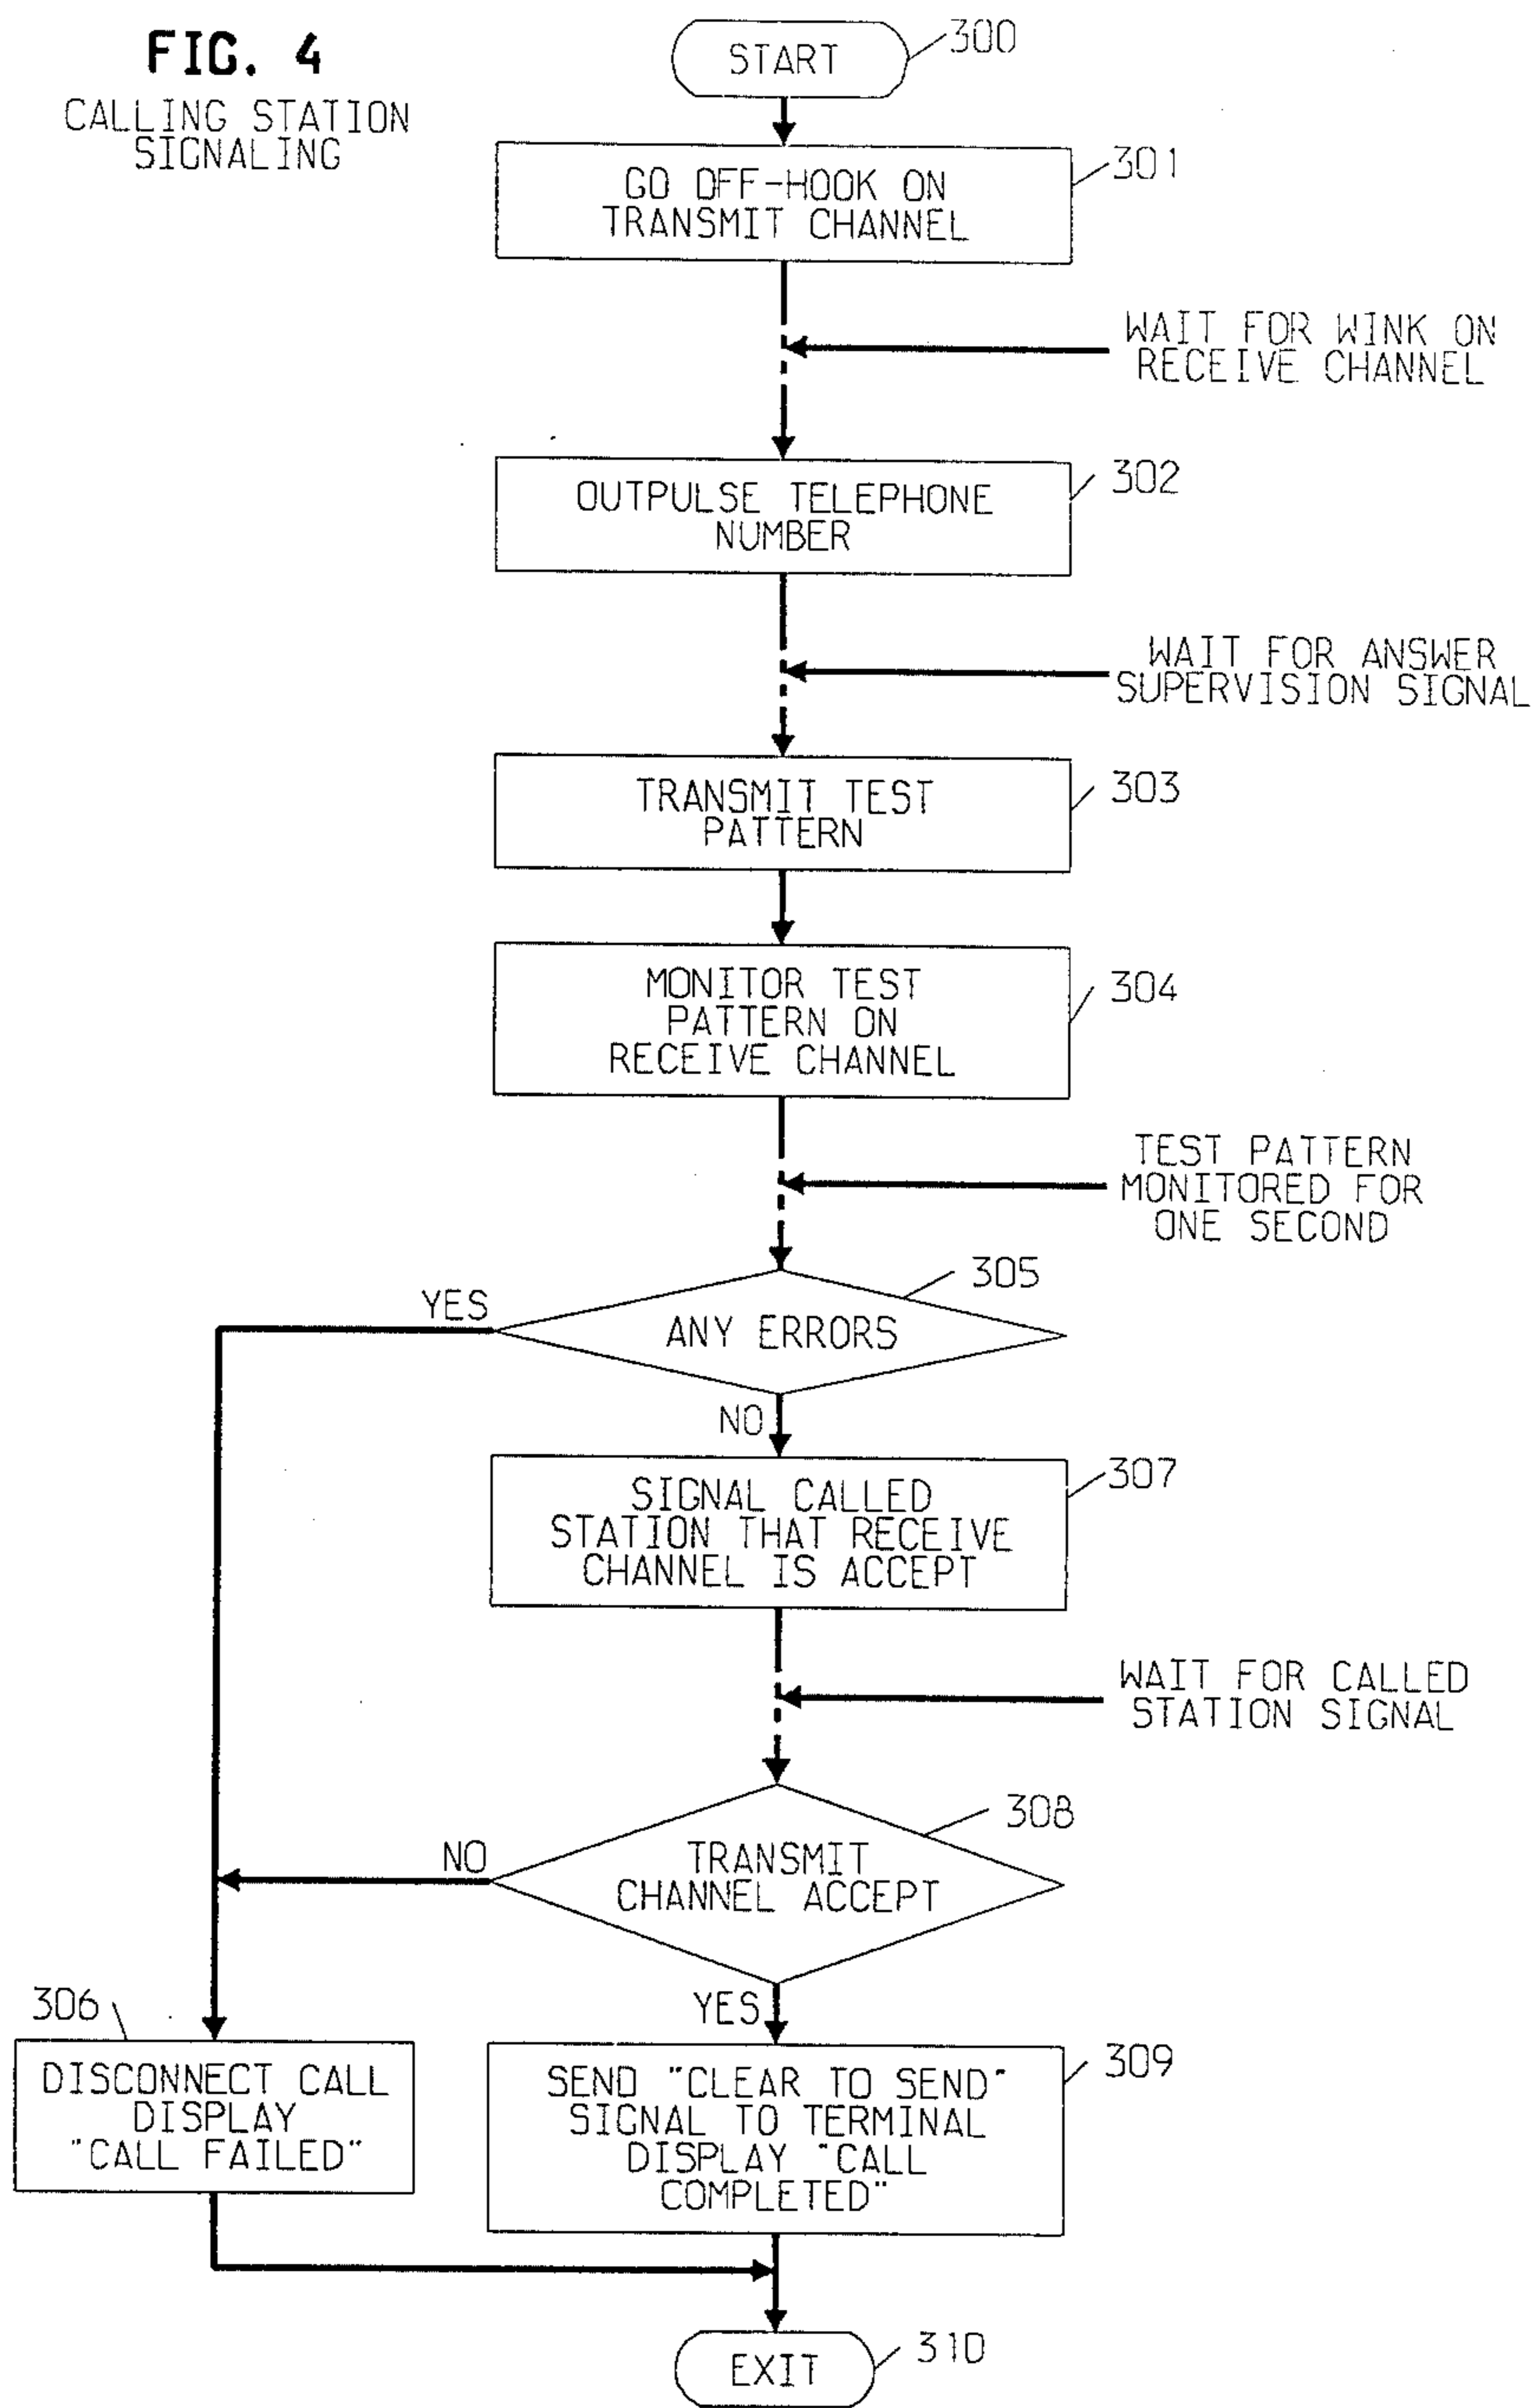 FIG. 4
CALLING STATION
SIGNALING
START
300
GO OFF-HOOK ON
TRANSMIT CHANNEL
301
WAIT FOR WINK ON
RECEIVE CHANNEL
OUTPULSE TELEPHONE
NUMBER
302
WAIT FOR ANSWER
SUPERVISION SIGNAL
TRANSMIT TEST
PATTERN
303
MONITOR TEST
PATTERN ON
RECEIVE CHANNEL
304
TEST PATTERN
MONITORED FOR
ONE SECOND
305
YES
ANY ERRORS
NO
SIGNAL CALLED
STATION THAT RECEIVE
CHANNEL IS ACCEPT
307
WAIT FOR CALLED
STATION SIGNAL
308
NO
TRANSMIT
CHANNEL ACCEPT
YES
306
DISCONNECT CALL
DISPLAY
"CALL FAILED"
SEND "CLEAR TO SEND"
SIGNAL TO TERMINAL
DISPLAY "CALL
COMPLETED"
309
EXIT
310